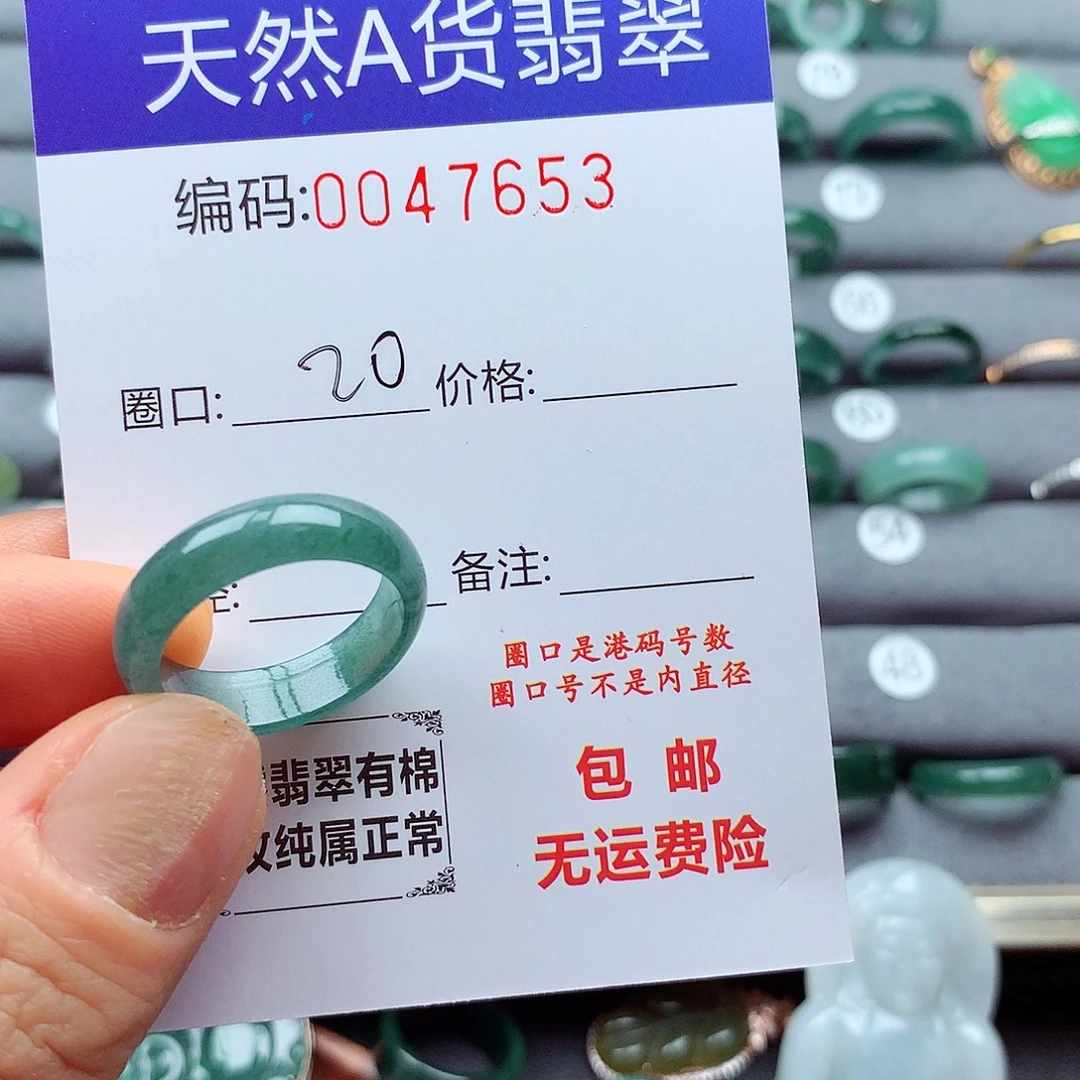 天然A货翡翠
编码:0047653
圈口: 20 价格:
备注:
圈口是港码号数
圈口号不是内直径
翡翠有棉
纯属正常
包 邮
无运费险
48